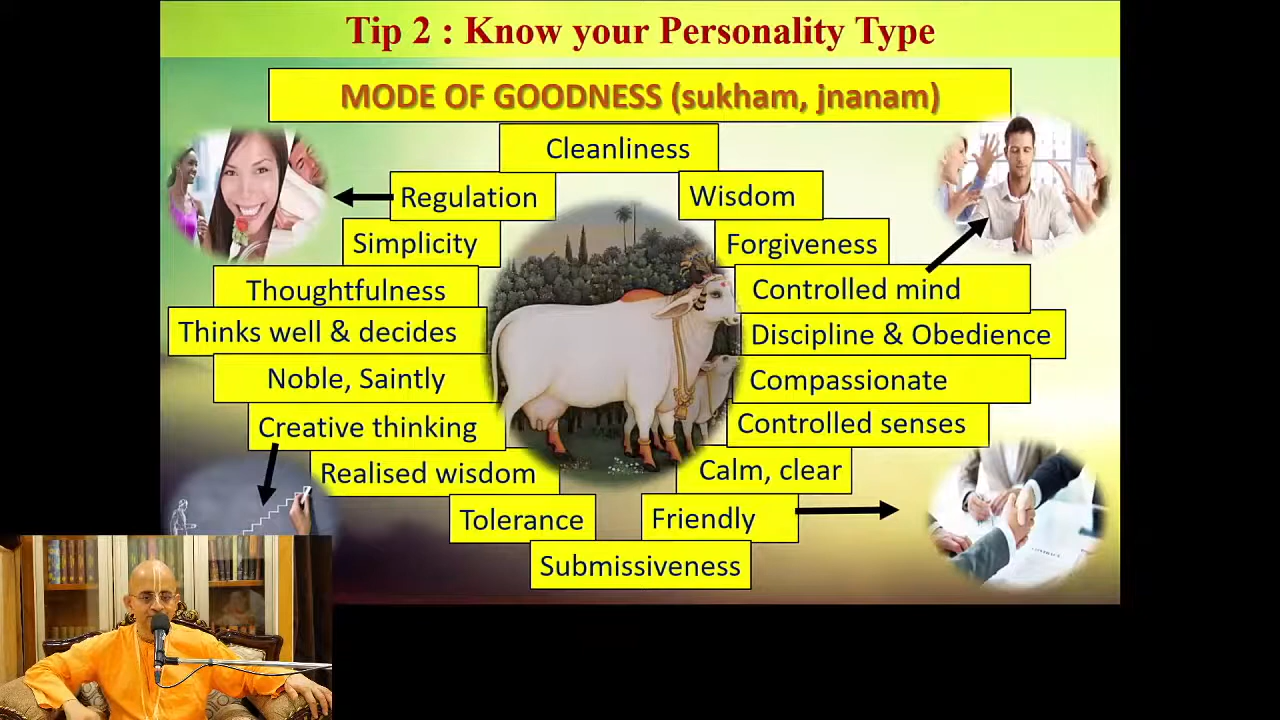 Tip 2 : Know your Personality Type
MODE OF GOODNESS (sukham, jnanam)
Cleanliness
Regulation
Wisdom
Simplicity
Forgiveness
Thoughtfulness
Controlled mind
Thinks well & decides
Discipline & Obedience
Noble, Saintly
Compassionate
Creative thinking
Controlled senses
Realised wisdom
Calm, clear
Tolerance
Friendly
Submissiveness